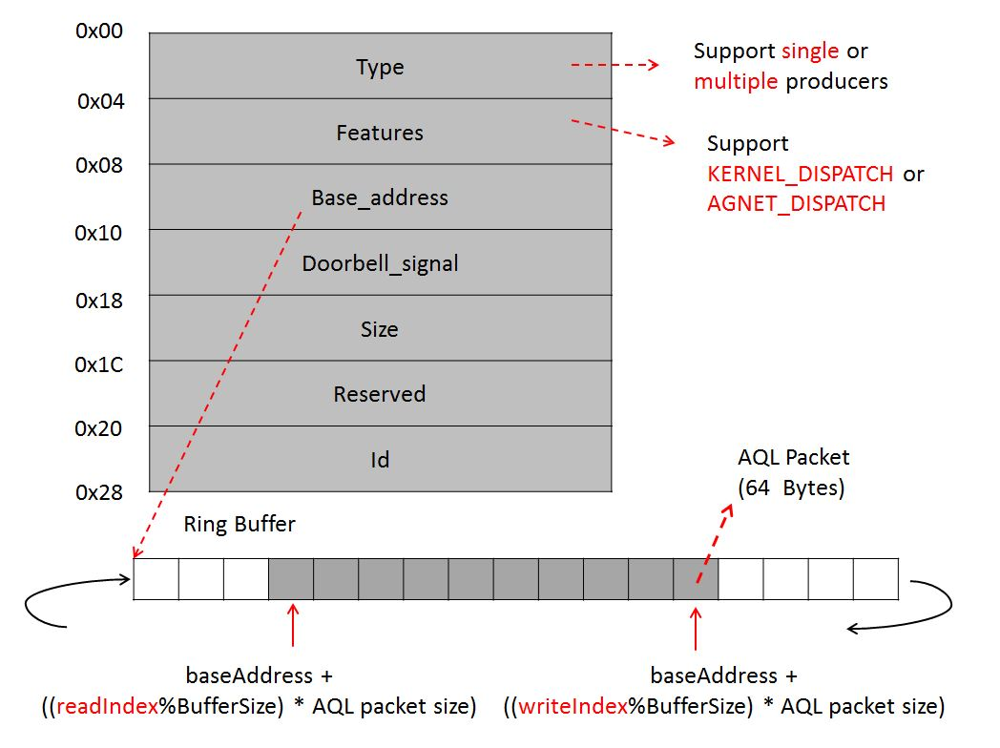 0x00
Type
Support single or
multiple producers
0x04
Features
Support
KERNEL_DISPATCH or
AGNET_DISPATCH
0x08
Base_address
0x10
Doorbell_signal
0x18
Size
0x1C
Reserved
0x20
Id
0x28
AQL Packet
(64 Bytes)
Ring Buffer
baseAddress +
((readIndex%BufferSize) * AQL packet size)
baseAddress +
((writeIndex%BufferSize) * AQL packet size)